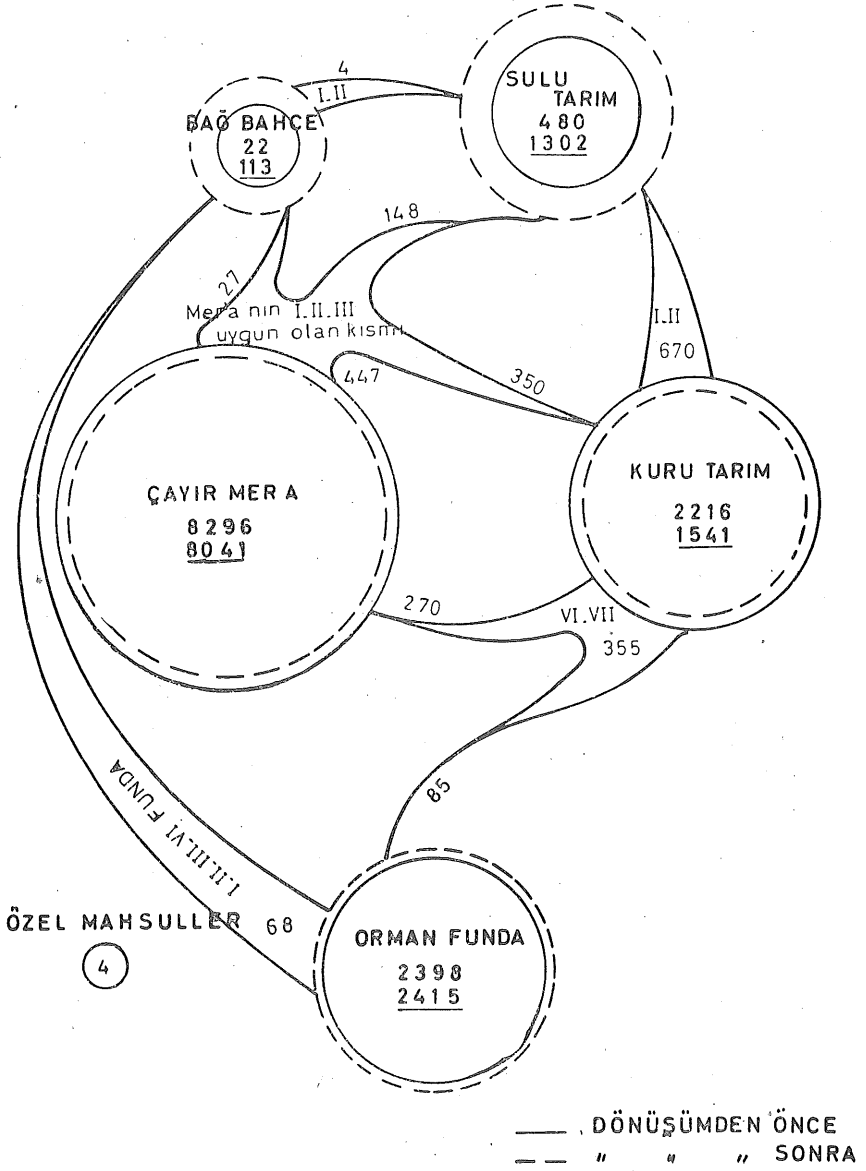 4
I.II
SULU
TARIM
480
1302
BAĞ BAHÇE
22
113
148
27
Mera nın I.II.III
uygun olan kısmı
447
350
I.II
670
ÇAYIR MERA
8296
8041
KURU TARIM
2216
1541
270
VI.VII
355
85
I.II.III.VI FUNDA
68
ÖZEL MAHSULLER
4
ORMAN FUNDA
2398
2415
DÖNÜŞÜMDEN ÖNCE
" " " SONRA